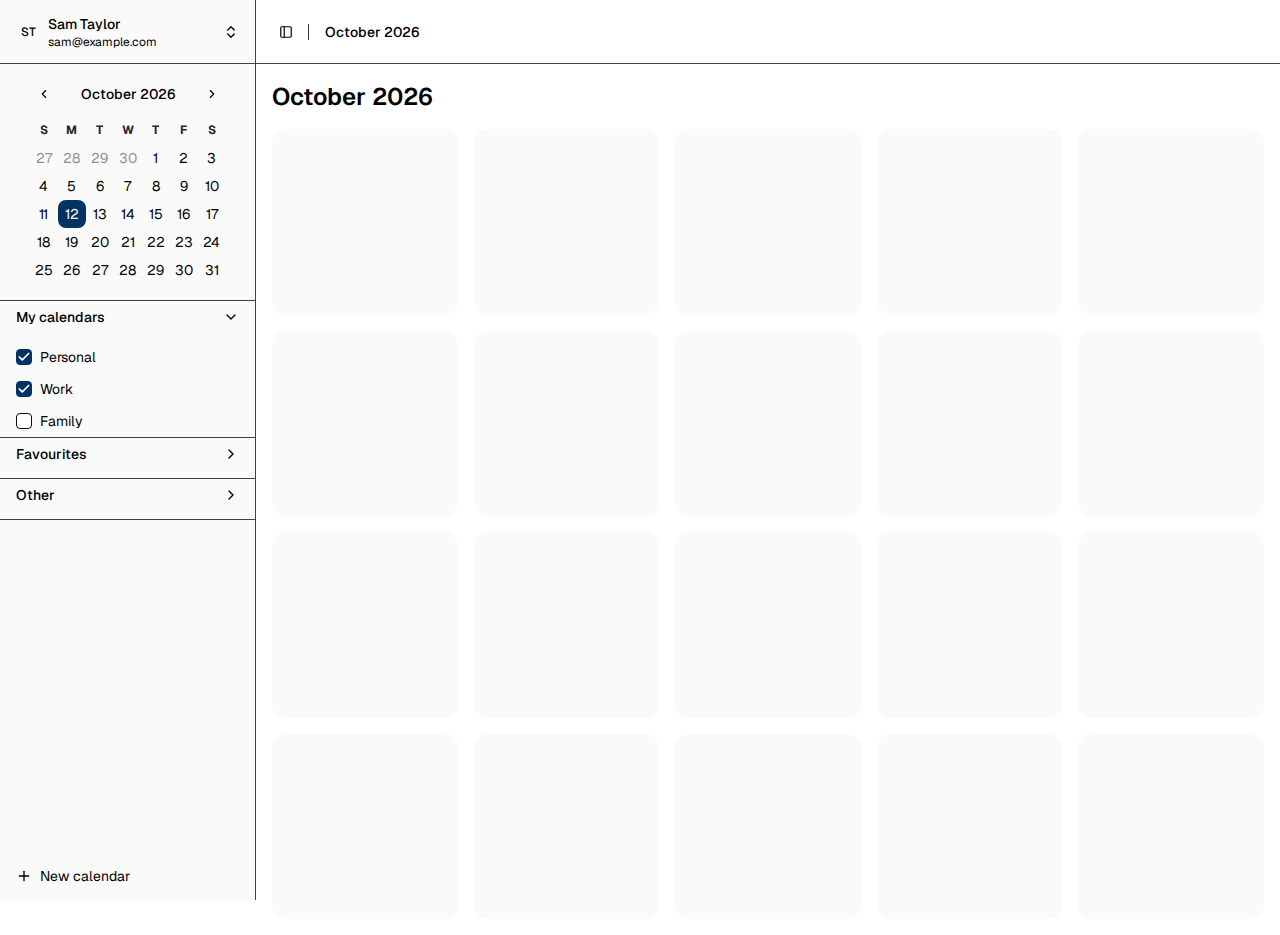 ST
Sam Taylor
sam@example.com
October 2026
October 2026
S M T W T F S
27 28 29 30 1 2 3
4 5 6 7 8 9 10
11 12 13 14 15 16 17
18 19 20 21 22 23 24
25 26 27 28 29 30 31
My calendars
Personal
Work
Family
Favourites
Other
New calendar
October 2026